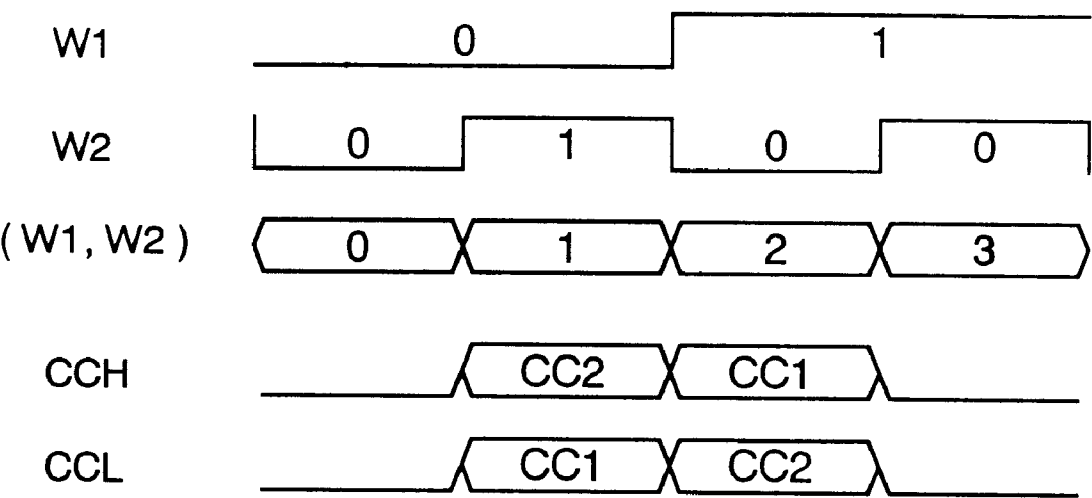 W1 0 1
W2 0 1 0 0
( W1, W2 ) 0 1 2 3
CCH CC2 CC1
CCL CC1 CC2